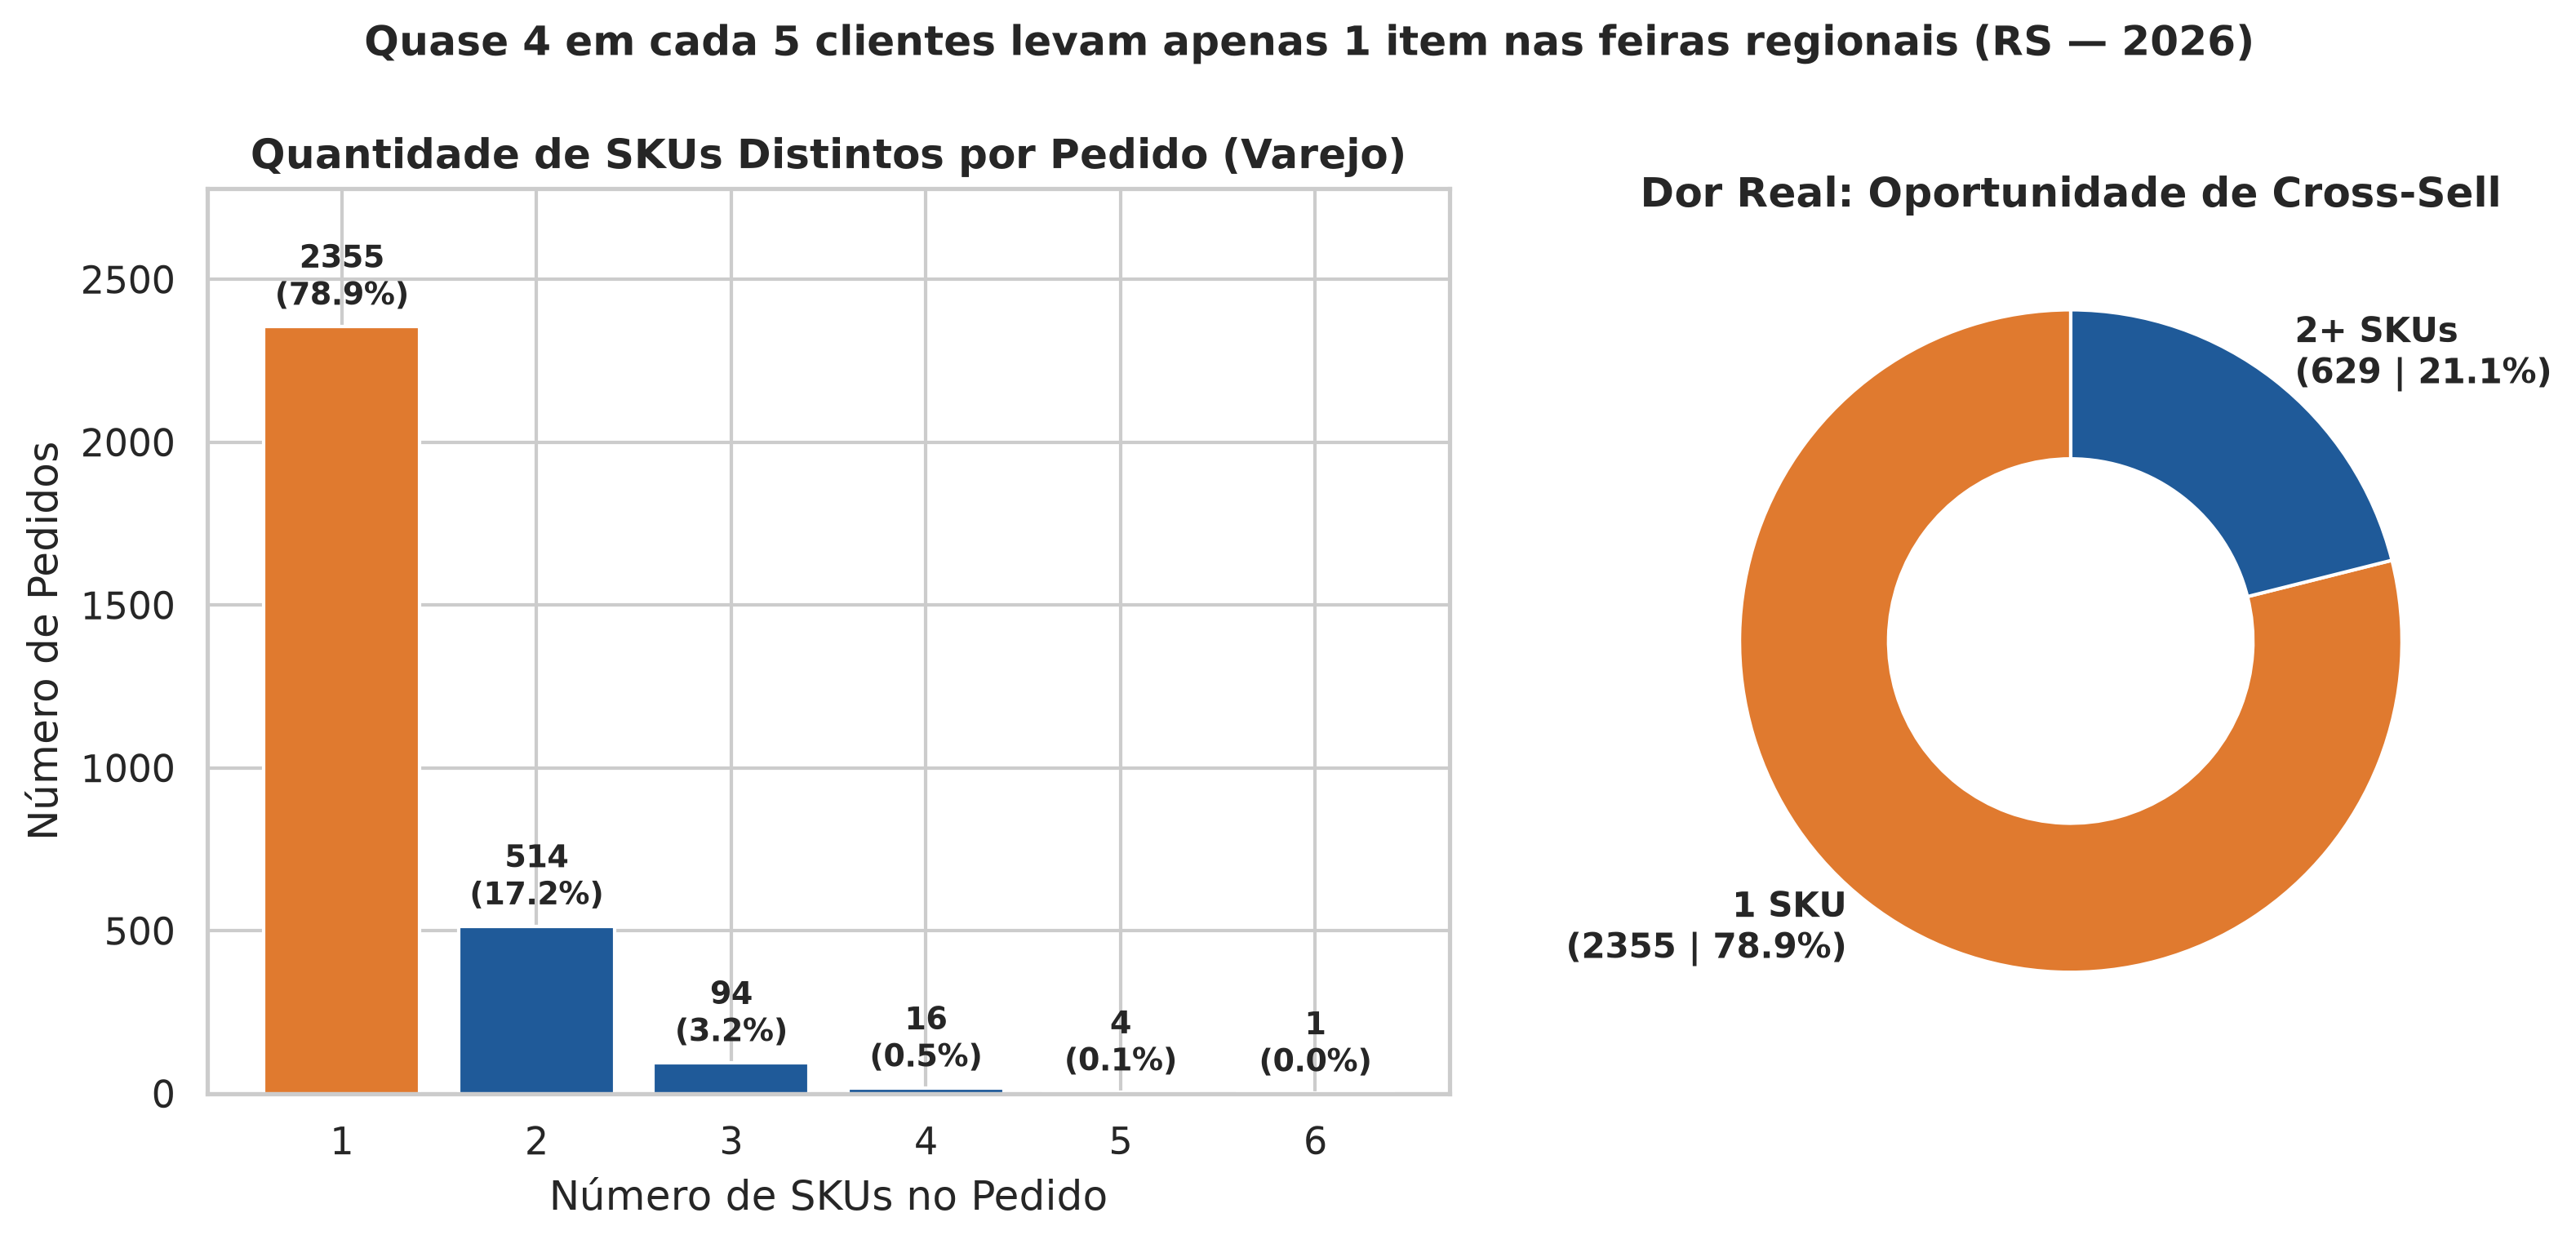 Quase 4 em cada 5 clientes levam apenas 1 item nas feiras regionais (RS — 2026)
Quantidade de SKUs Distintos por Pedido (Varejo)
Número de Pedidos
2500
2000
1500
1000
500
0
2355
(78.9%)
514
(17.2%)
94
(3.2%)
16
(0.5%)
4
(0.1%)
1
(0.0%)
1
2
3
4
5
6
Número de SKUs no Pedido
Dor Real: Oportunidade de Cross-Sell
2+ SKUs
(629 | 21.1%)
1 SKU
(2355 | 78.9%)